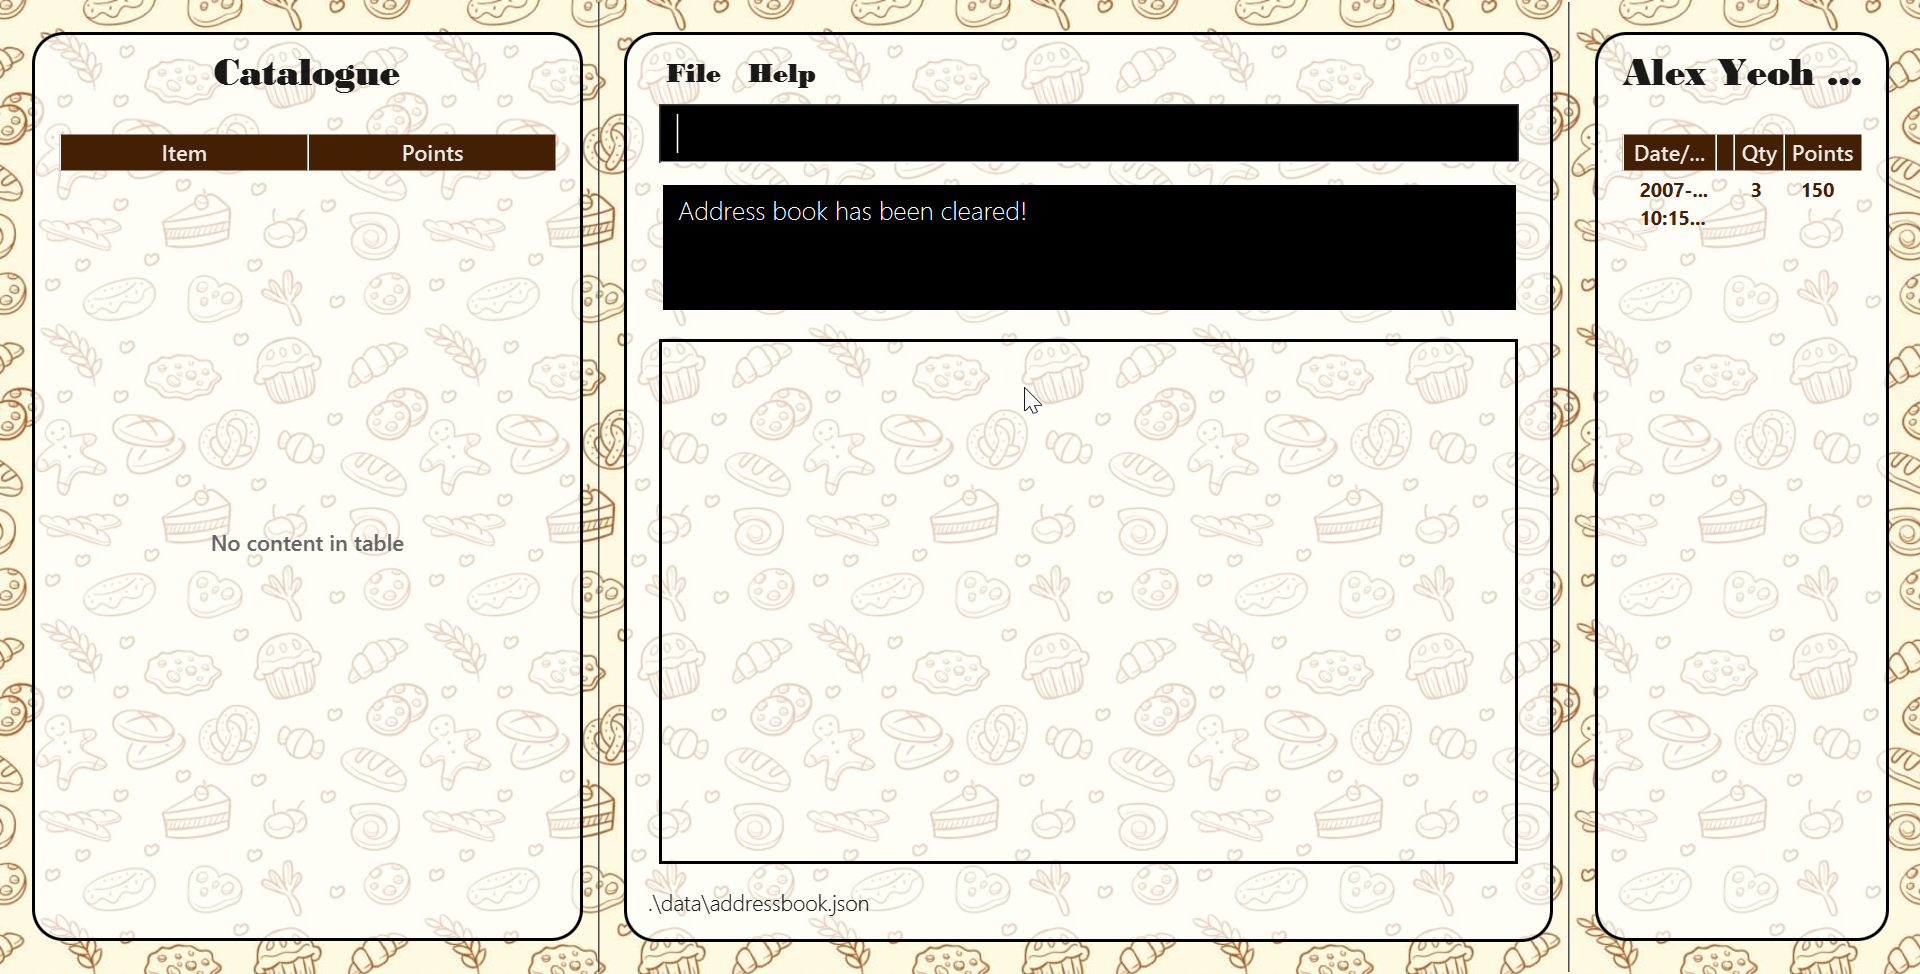 Catalogue
Item Points
No content in table
File Help
Address book has been cleared!
.\data\addressbook.json
Alex Yeoh ...
Date/... Qty Points
2007-... 3 150
10:15...